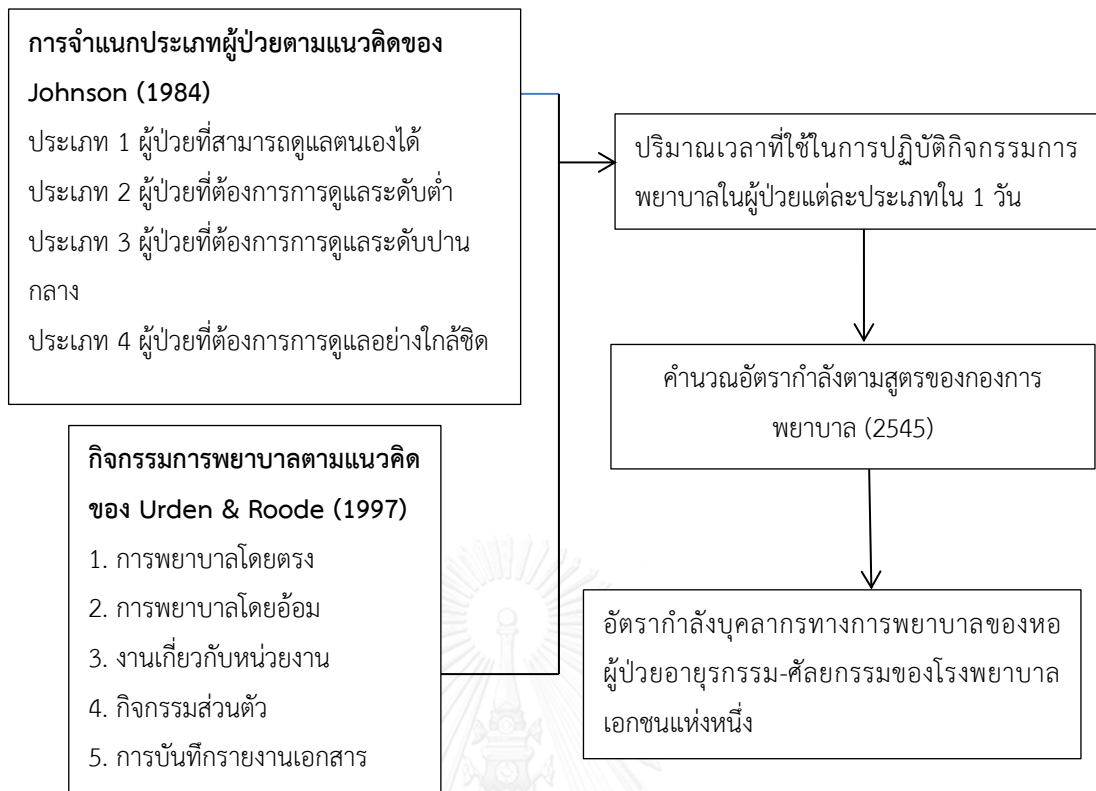 การจำแนกประเภทผู้ป่วยตามแนวคิดของ
Johnson (1984)
ประเภท 1 ผู้ป่วยที่สามารถดูแลตนเองได้
ประเภท 2 ผู้ป่วยที่ต้องการการดูแลระดับต่ำ
ประเภท 3 ผู้ป่วยที่ต้องการการดูแลระดับปาน
กลาง
ประเภท 4 ผู้ป่วยที่ต้องการการดูแลอย่างใกล้ชิด
กิจกรรมการพยาบาลตามแนวคิด
ของ Urden & Roode (1997)
1. การพยาบาลโดยตรง
2. การพยาบาลโดยอ้อม
3. งานเกี่ยวกับหน่วยงาน
4. กิจกรรมส่วนตัว
5. การบันทึกรายงานเอกสาร
ปริมาณเวลาที่ใช้ในการปฏิบัติกิจกรรมการ
พยาบาลในผู้ป่วยแต่ละประเภทใน 1 วัน
คำนวณอัตรากำลังตามสูตรของกองการ
พยาบาล (2545)
อัตรากำลังบุคลากรทางการพยาบาลของหอ
ผู้ป่วยอายุรกรรม-ศัลยกรรมของโรงพยาบาล
เอกชนแห่งหนึ่ง